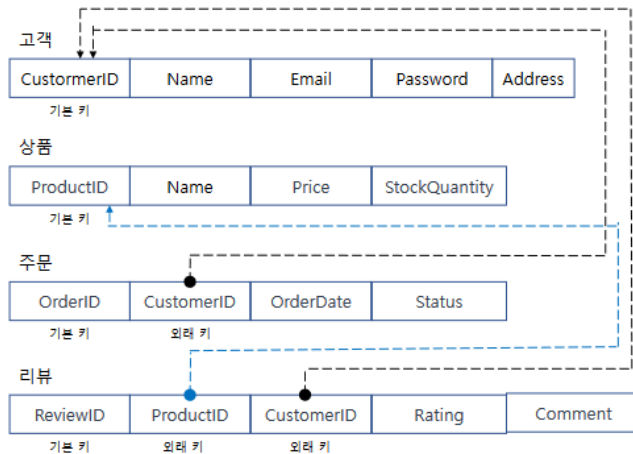 고객
CustormerID Name Email Password Address
기본 키
상품
ProductID Name Price StockQuantity
기본 키
주문
OrderID CustomerID OrderDate Status
기본 키 외래 키
리뷰
ReviewID ProductID CustomerID Rating Comment
기본 키 외래 키 외래 키